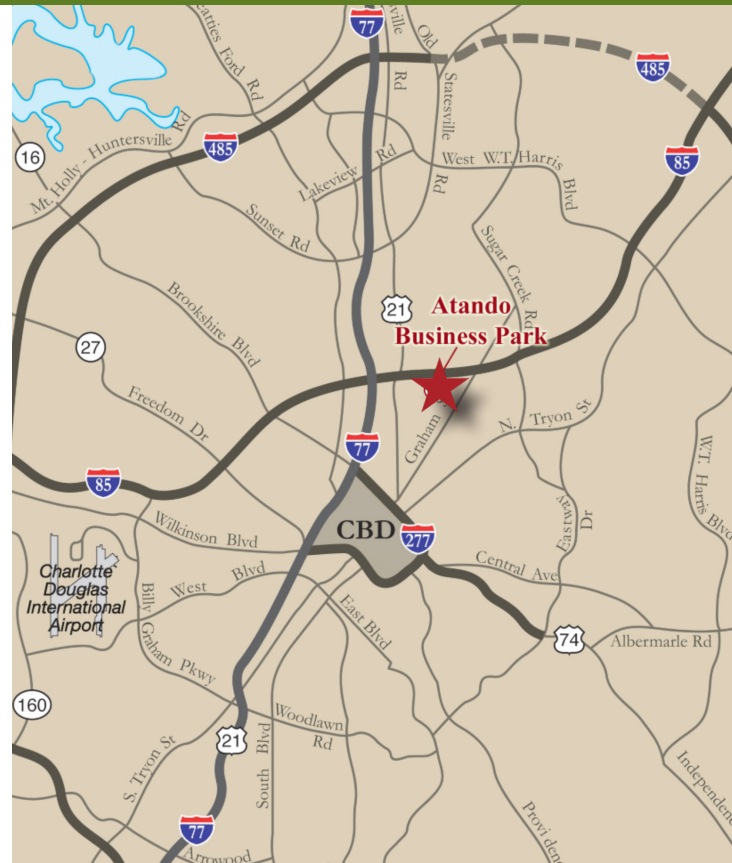 77
Beatties Ford Rd
Statesville Rd
Old Statesville Rd
485
16
Mt. Holly - Huntersville Rd
485
Lakeview Rd
West W.T. Harris Blvd
85
Sunset Rd
Sugar Creek Rd
21
Atando
Business Park
Brookshire Blvd
27
Freedom Dr
Graham
N. Tryon St
77
W.T. Harris Blvd
85
Wilkinson Blvd
CBD
277
Eastway Dr
Charlotte
Douglas
International
Airport
West Blvd
Central Ave
Billy Graham Pkwy
East Blvd
74
Albermarle Rd
160
Woodlawn Rd
21
S. Tryon St
South Blvd
Independen
Providen
77
Arrowood